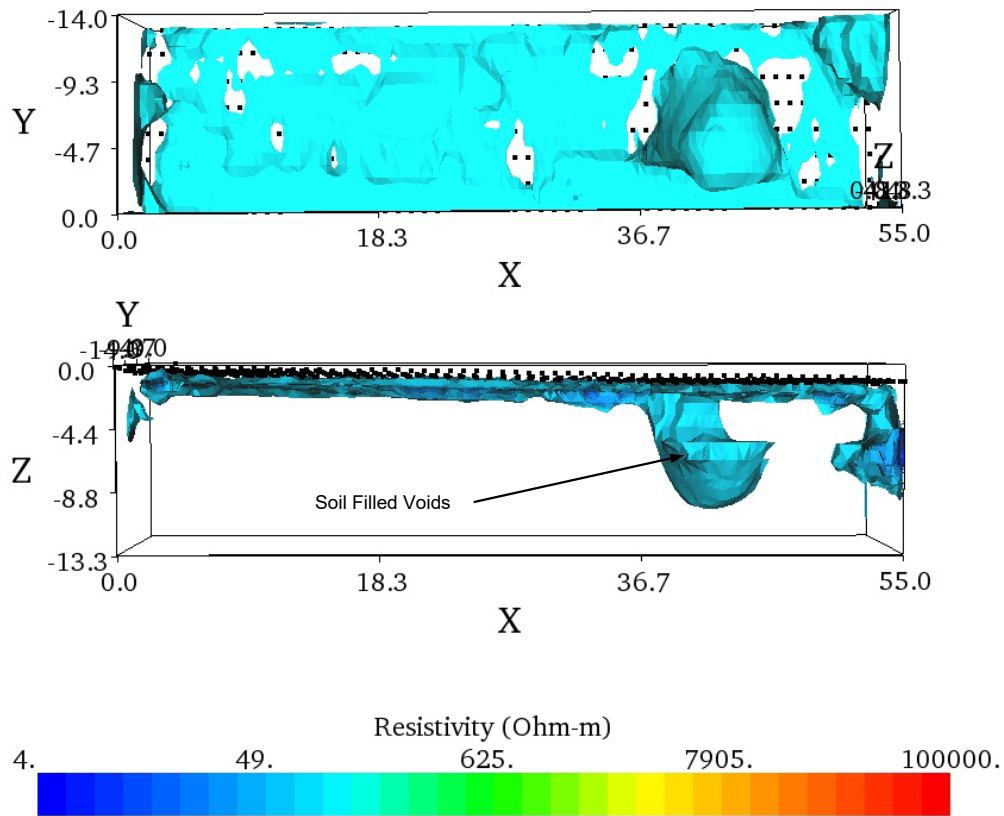 -14.0
-9.3
Y
-4.7
Z
0.0
0.0
18.3
36.7
55.0
X
Y
0.0
-4.4
Z
-8.8
Soil Filled Voids
-13.3
0.0
18.3
36.7
55.0
X
Resistivity (Ohm-m)
4. 49. 625. 7905. 100000.